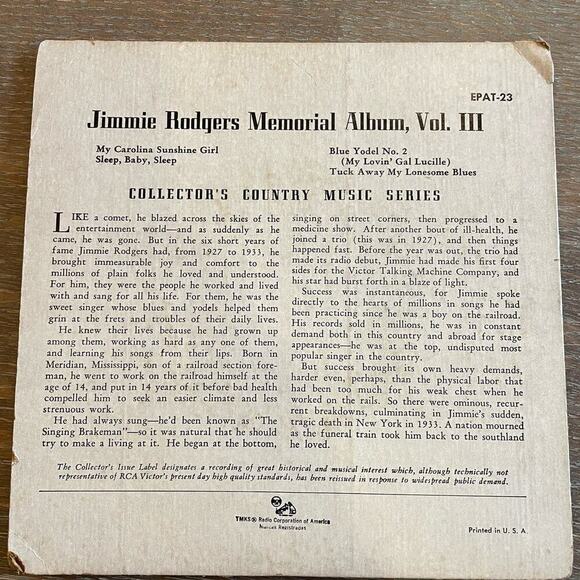 EPAT-23
Jimmie Rodgers Memorial Album, Vol. III
My Carolina Sunshine Girl
Sleep, Baby, Sleep
Blue Yodel No. 2
(My Lovin' Gal Lucille)
Tuck Away My Lonesome Blues
COLLECTOR'S COUNTRY MUSIC SERIES
LIKE a comet, he blazed across the skies of the
entertainment world—and as suddenly as he
came, he was gone. But in the six short years of
fame Jimmie Rodgers had, from 1927 to 1933, he
brought immeasurable joy and comfort to the
millions of plain folks he loved and understood.
For him, they were the people he worked and lived
with and sang for all his life. For them, he was the
sweet singer whose blues and yodels helped them
grin at the frets and troubles of their daily lives.
He knew their lives because he had grown up
among them, working as hard as any one of them,
and learning his songs from their lips. Born in
Meridian, Mississippi, son of a railroad section fore-
man, he went to work on the railroad himself at the
age of 14, and put in 14 years of it before bad health
compelled him to seek an easier climate and less
strenuous work.
He had always sung—he'd been known as "The
Singing Brakeman"—so it was natural that he should
try to make a living at it. He began at the bottom,
singing on street corners, then progressed to a
medicine show. After another bout of ill-health, he
joined a trio (this was in 1927), and then things
happened fast. Before the year was out, the trio had
made its radio debut, Jimmie had made his first four
sides for the Victor Talking Machine Company, and
his star had burst forth in a blaze of light.
Success was instantaneous, for Jimmie spoke
directly to the hearts of millions in songs he had
been practicing since he was a boy on the railroad.
His records sold in millions, he was in constant
demand both in this country and abroad for stage
appearances—he was at the top, undisputed most
popular singer in the country.
But success brought its own heavy demands,
harder even, perhaps, than the physical labor that
had been too much for his weak chest when he
worked on the rails. So there were ominous, recur-
rent breakdowns, culminating in Jimmie's sudden,
tragic death in New York in 1933. A nation mourned
as the funeral train took him back to the southland
he loved.
The Collector's Issue Label designates a recording of great historical and musical interest which, although technically not
representative of RCA Victor's present day high quality standards, has been reissued in response to widespread public demand.
TMKS ® Radio Corporation of America
Marcas Registradas
Printed in U. S. A.